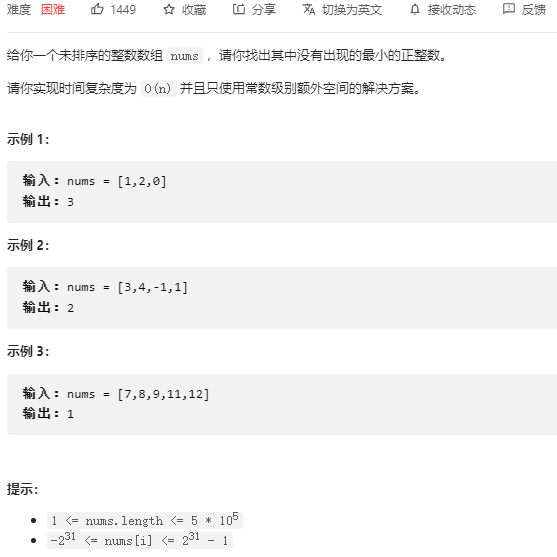 难度 困难 1449 收藏 分享 切换为英文 接收动态 反馈
给你一个未排序的整数数组 nums ，请你找出其中没有出现的最小的正整数。
请你实现时间复杂度为 O(n) 并且只使用常数级别额外空间的解决方案。
示例 1：
输入：nums = [1,2,0]
输出：3
示例 2：
输入：nums = [3,4,-1,1]
输出：2
示例 3：
输入：nums = [7,8,9,11,12]
输出：1
提示：
1 <= nums.length <= 5 * 10⁵
-2³¹ <= nums[i] <= 2³¹ - 1